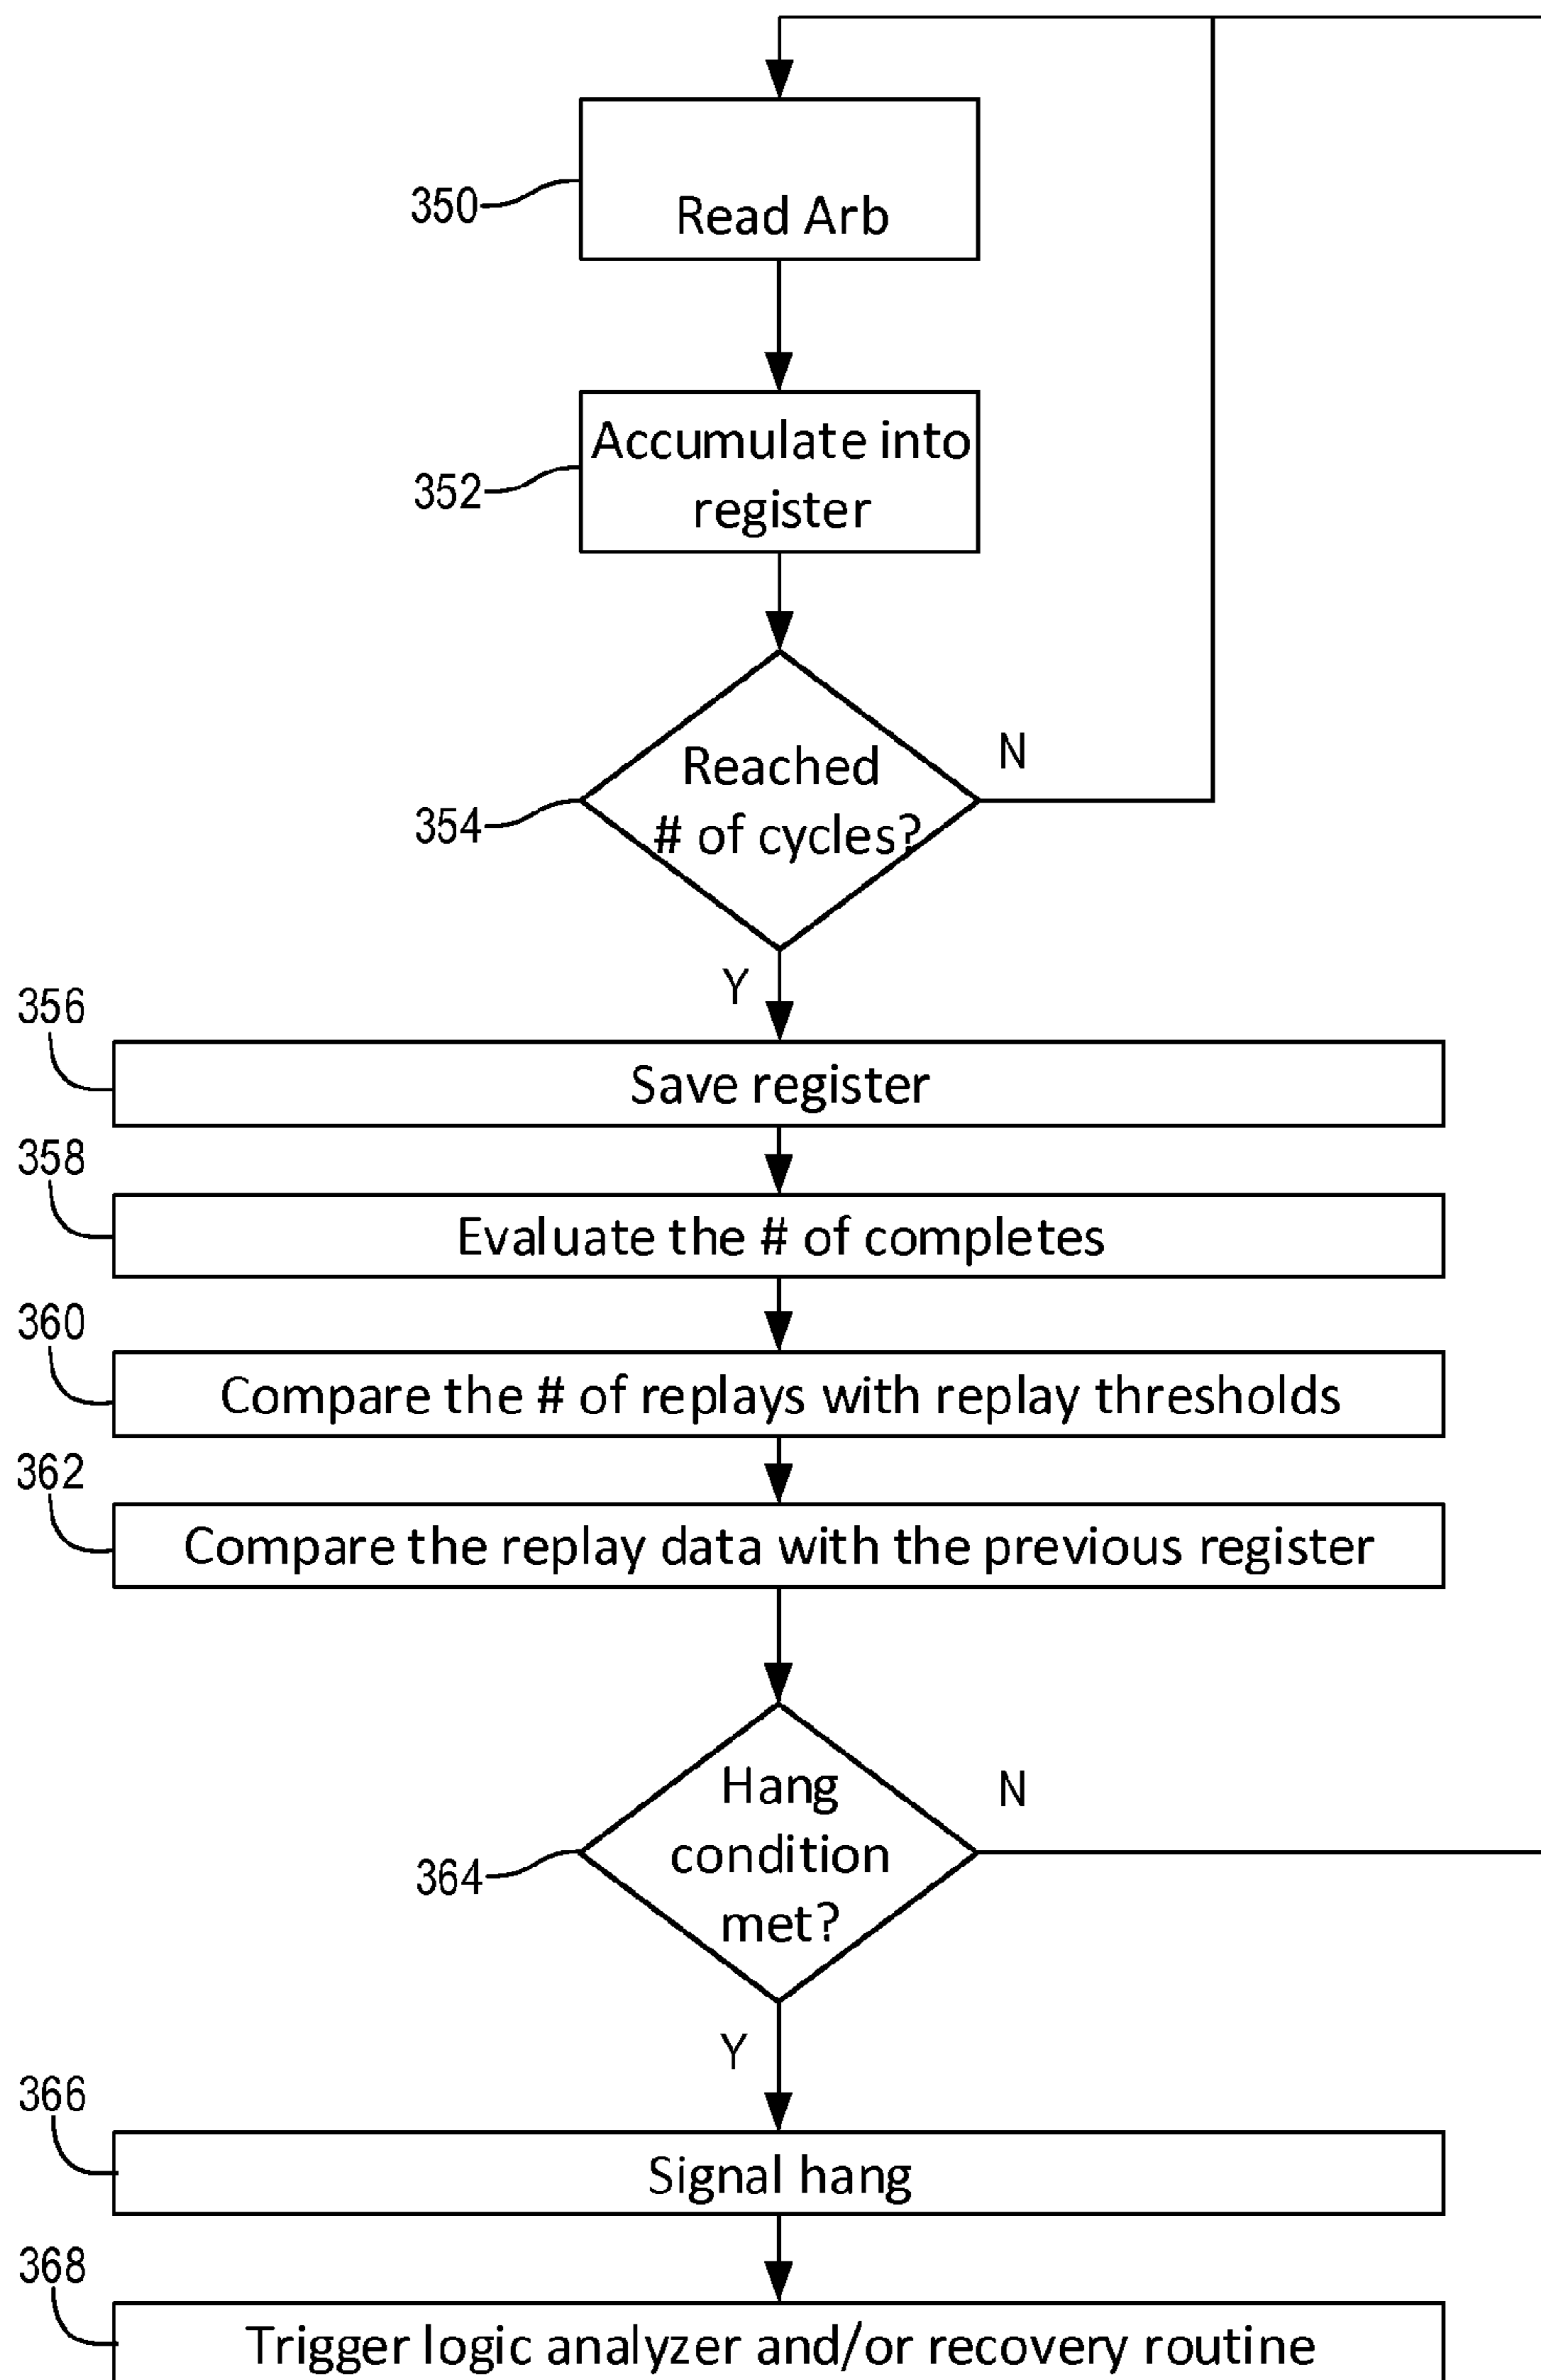 350
Read Arb
352
Accumulate into
register
354
Reached
# of cycles?
N
Y
356
Save register
358
Evaluate the # of completes
360
Compare the # of replays with replay thresholds
362
Compare the replay data with the previous register
364
Hang
condition
met?
N
Y
366
Signal hang
368
Trigger logic analyzer and/or recovery routine